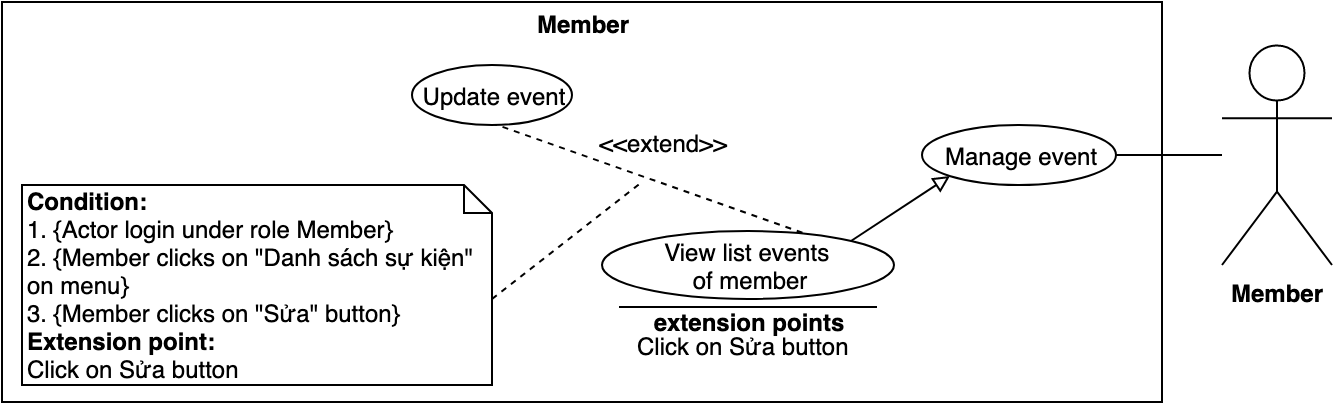 Member
Update event
<<extend>>
Manage event
Condition:
1. {Actor login under role Member}
2. {Member clicks on "Danh sách sự kiện"
on menu}
3. {Member clicks on "Sửa" button}
Extension point:
Click on Sửa button
View list events
of member
extension points
Click on Sửa button
Member